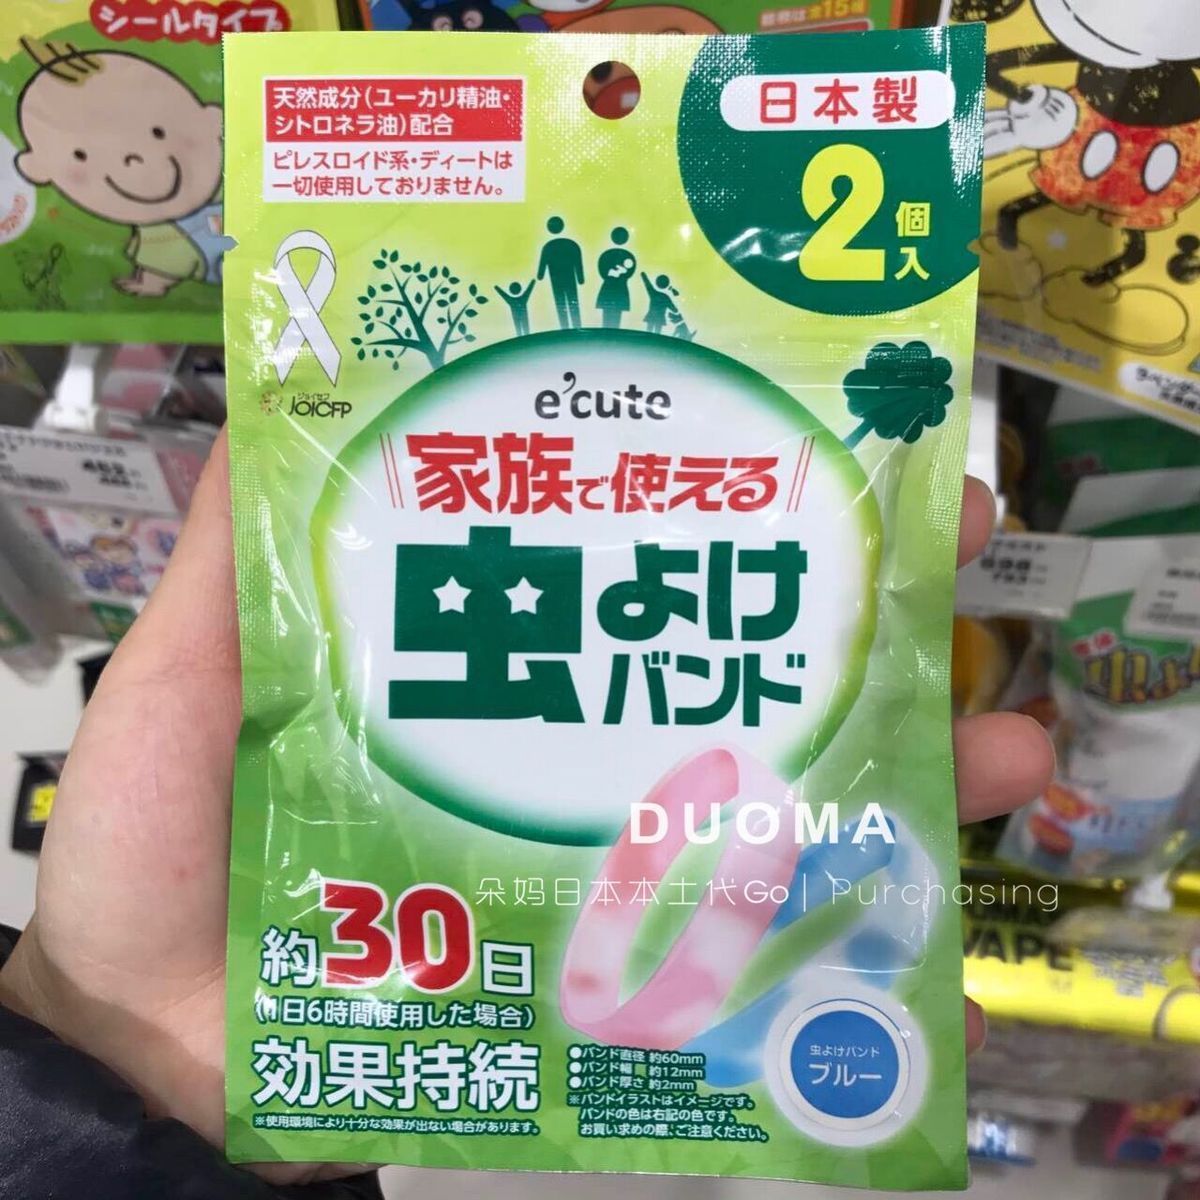 シールタイプ
天然成分(ユーカリ精油・
シトロネラ油)配合
ピレスロイド系・ディートは
一切使用しておりません。
日本製
2個入
ジョイセフ
JOICFP
e'cute
家族で使える
虫よけ
バンド
DUOMA
朵妈日本本土代Go| Purchasing
約30日
(1日6時間使用した場合)
効果持続
※使用環境により十分な効果が出ない場合があります。
●バンド直径 約60mm
●バンド幅 約12mm
●バンド厚さ 約2mm
※バンドイラストはイメージです。
バンドの色は右記の色です。
お買い求めの際、ご注意ください。
虫よけバンド
ブルー
VAPE